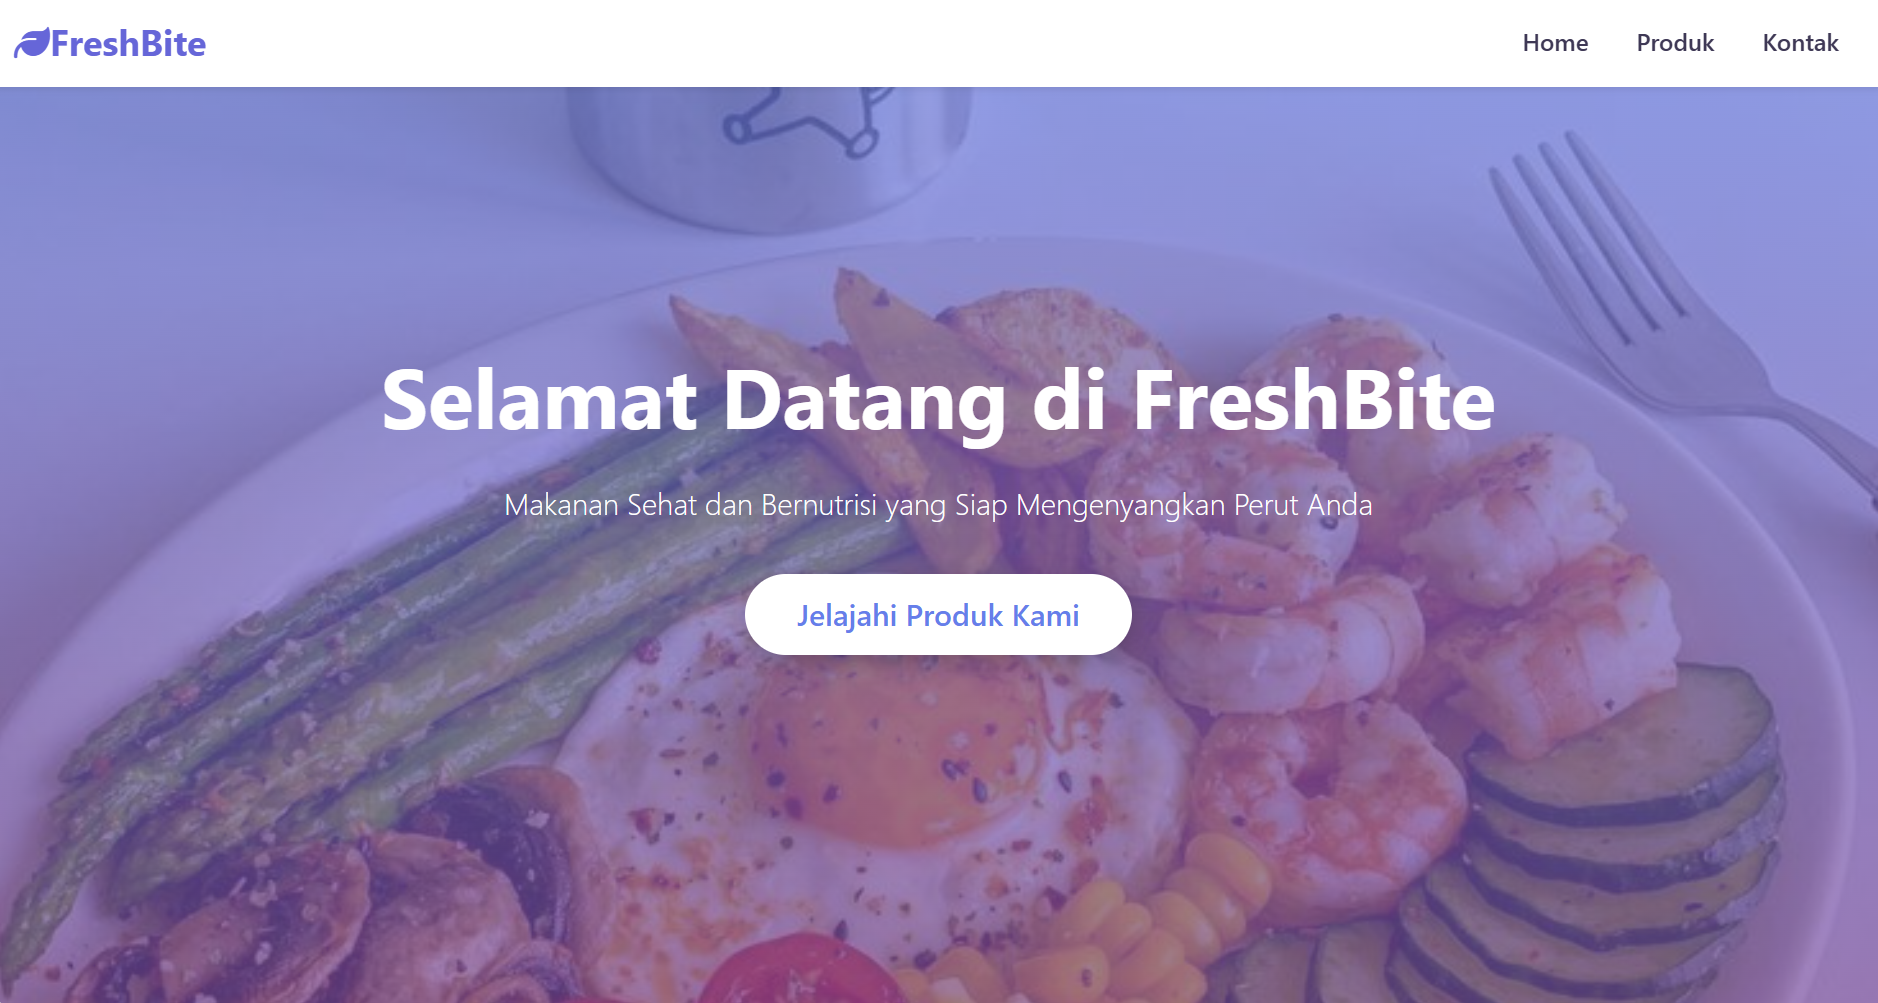 FreshBite
Home Produk Kontak
Selamat Datang di FreshBite
Makanan Sehat dan Bernutrisi yang Siap Mengenyangkan Perut Anda
Jelajahi Produk Kami